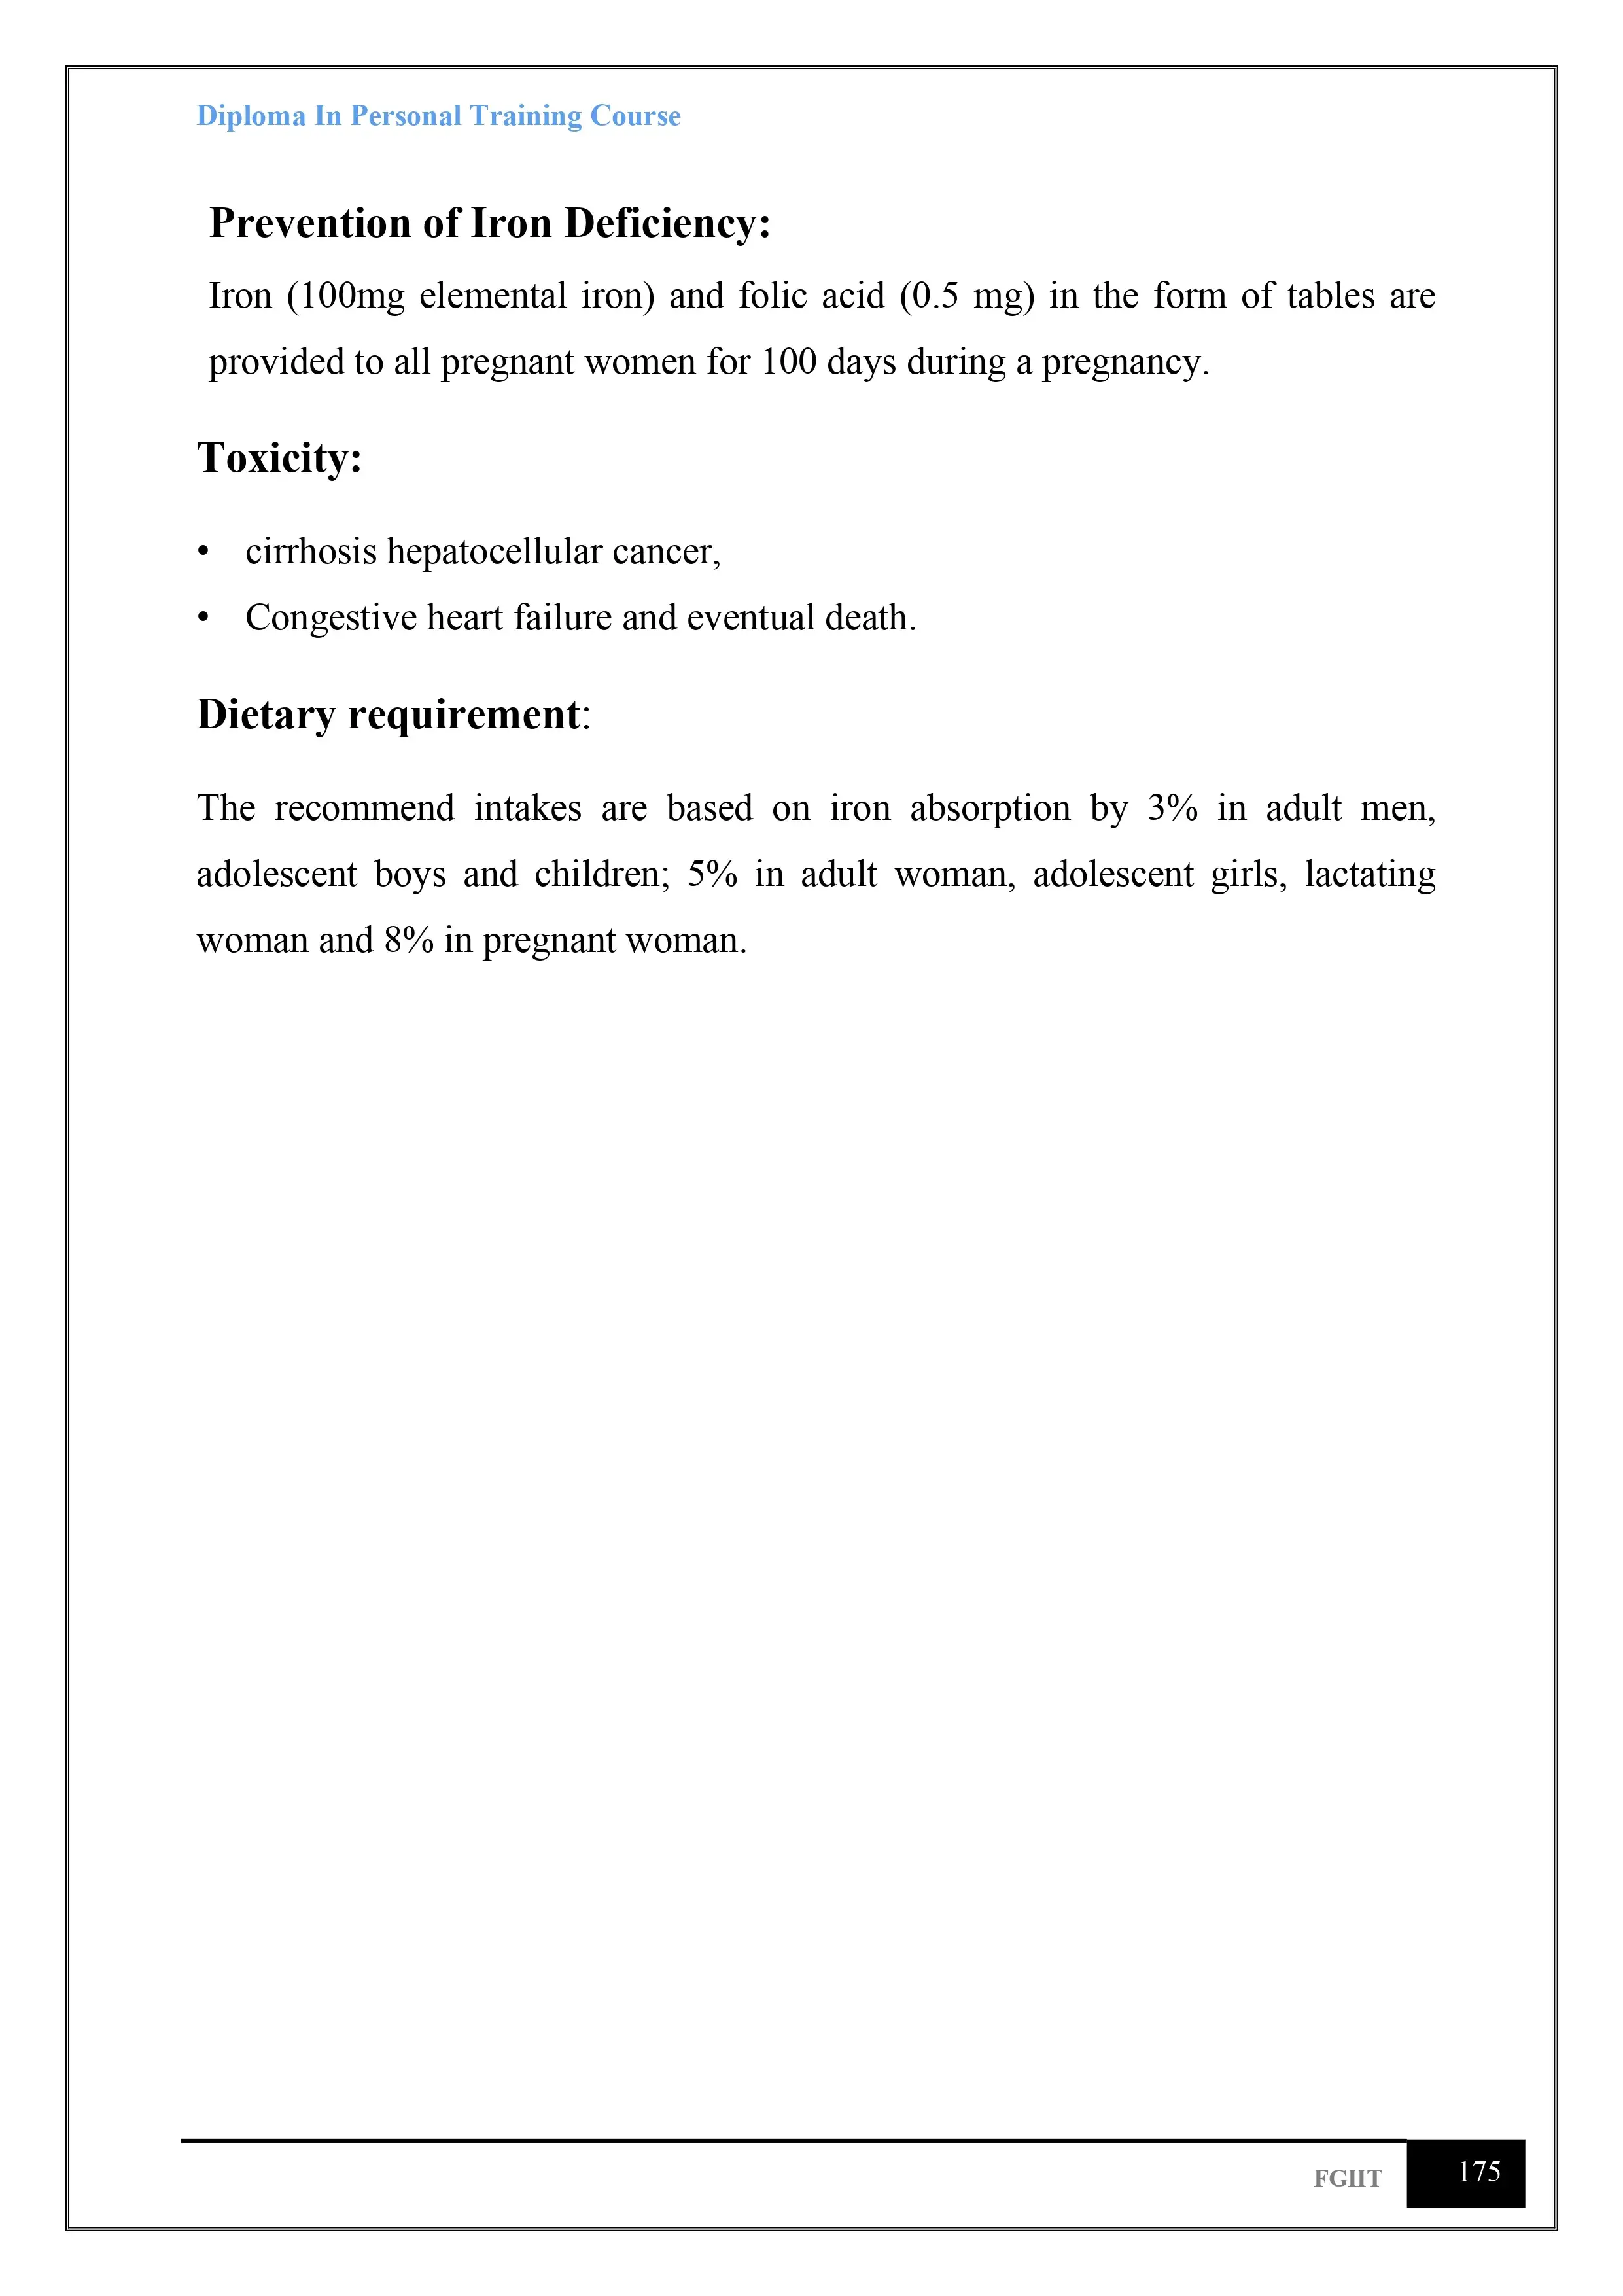 Diploma In Personal Training Course
Prevention of Iron Deficiency:
Iron (100mg elemental iron) and folic acid (0.5 mg) in the form of tables are
provided to all pregnant women for 100 days during a pregnancy.
Toxicity:
• cirrhosis hepatocellular cancer,
• Congestive heart failure and eventual death.
Dietary requirement:
The recommend intakes are based on iron absorption by 3% in adult men,
adolescent boys and children; 5% in adult woman, adolescent girls, lactating
woman and 8% in pregnant woman.
FGIIT 175